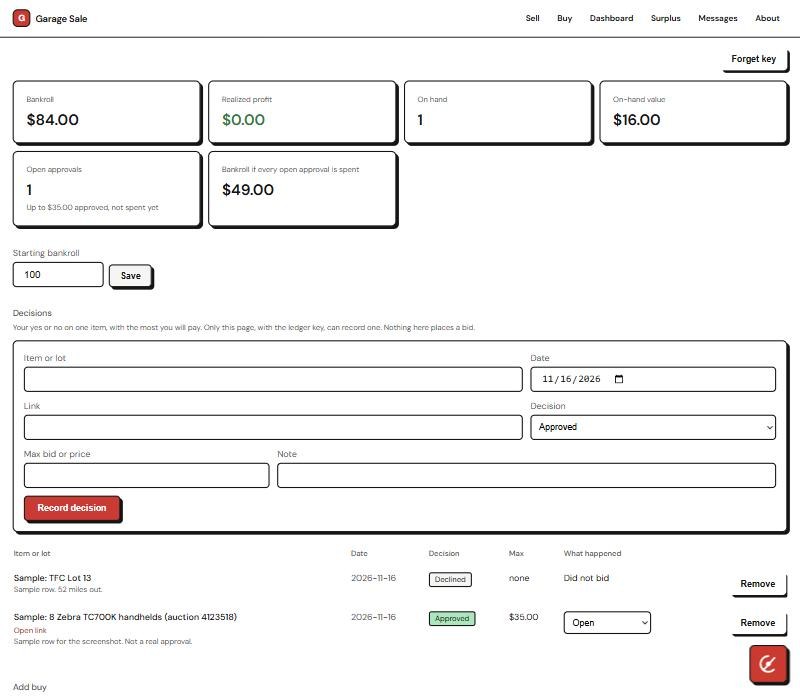 G Garage Sale Sell Buy Dashboard Surplus Messages About
Forget key
Bankroll
$84.00
Realized profit
$0.00
On hand
1
On-hand value
$16.00
Open approvals
1
Up to $35.00 approved, not spent yet
Bankroll if every open approval is spent
$49.00
Starting bankroll
100 Save
Decisions
Your yes or no on one item, with the most you will pay. Only this page, with the ledger key, can record one. Nothing here places a bid.
Item or lot Date
11/16/2026
Link Decision
Approved
Max bid or price Note
Record decision
Item or lot Date Decision Max What happened
Sample: TFC Lot 13 2026-11-16 Declined none Did not bid Remove
Sample row. 52 miles out.
Sample: 8 Zebra TC700K handhelds (auction 4123518) 2026-11-16 Approved $35.00 Open Remove
Open link
Sample row for the screenshot. Not a real approval.
Add buy